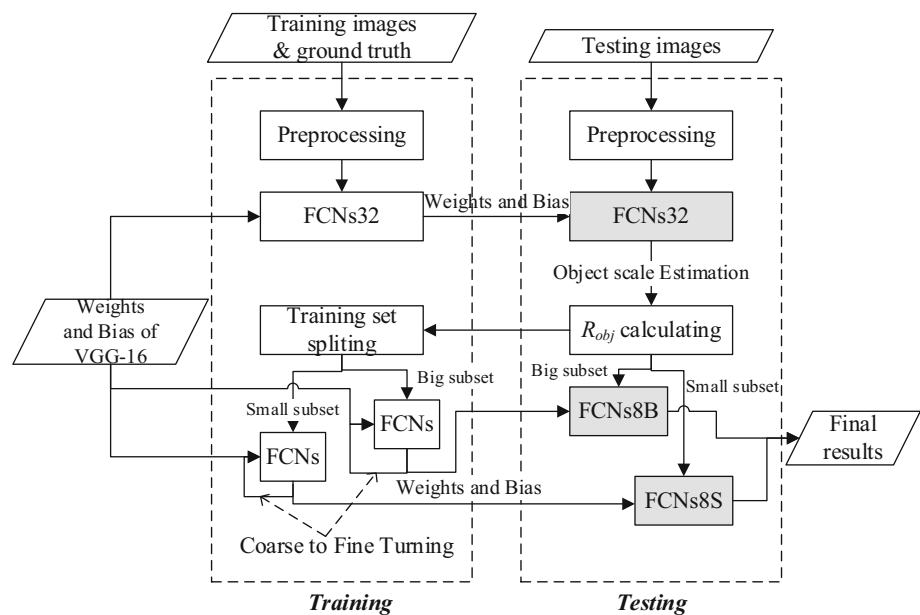 Training images
& ground truth
Testing images
Preprocessing
Preprocessing
FCNs32
Weights and Bias
FCNs32
Object scale Estimation
Weights
and Bias of
VGG-16
Training set
spliting
R_obj calculating
Big subset
Small subset
Big subset
Small subset
FCNs
FCNs
FCNs8B
Final
results
Weights and Bias
FCNs8S
Coarse to Fine Turning
Training
Testing